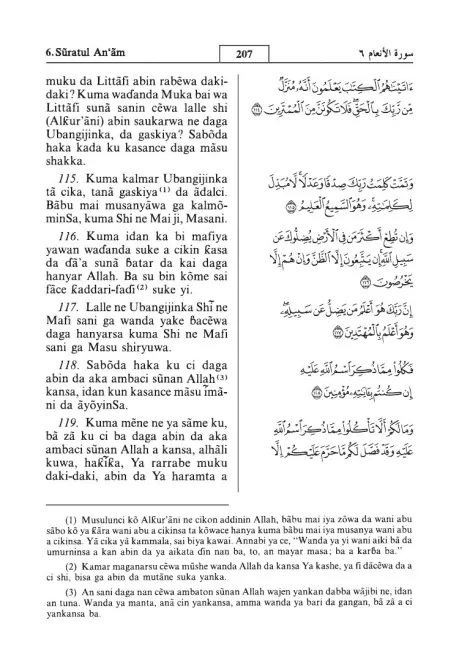 6. Sūratul An'ām
207
سورة الأنعام ٦
muku da Littāfi abin rabēwa daki-
daki? Kuma waɗanda Muka bai wa
Littāfi sunā sanin cēwa lalle shi
(Alƙur'āni) abin saukarwa ne daga
Ubangijinka, da gaskiya? Sabōda
haka kada ku kasance daga māsu
shakka.
115. Kuma kalmar Ubangijinka
tā cika, tanā gaskiya⁽¹⁾ da ādalci.
Bābu mai musanyāwa ga kalmō-
minSa, kuma Shi ne Mai ji, Masani.
116. Kuma idan ka bi mafiya
yawan waɗanda suke a cikin ƙasa
da ɗā'a sunā ɓatar da kai daga
hanyar Allah. Ba su bin kōme sai
fāce ƙaddari-faɗi⁽²⁾ suke yi.
117. Lalle ne Ubangijinka Shī ne
Mafi sani ga wanda yake ɓacēwa
daga hanyarsa kuma Shi ne Mafi
sani ga Masu shiryuwa.
118. Sabōda haka ku ci daga
abin da aka ambaci sūnan Allah⁽³⁾
kansa, idan kun kasance māsu īmā-
ni da āyōyinSa.
119. Kuma mēne ne ya sāme ku,
bā zā ku ci ba daga abin da aka
ambaci sūnan Allah a kansa, alhāli
kuwa, haƙīƙa, Ya rarrabe muku
daki-daki, abin da Ya haramta a
ءَاتَيْنَٰهُمُ ٱلْكِتَٰبَ يَعْلَمُونَ أَنَّهُۥ مُنَزَّلٌ
مِّن رَّبِّكَ بِٱلْحَقِّ فَلَا تَكُونَنَّ مِنَ ٱلْمُمْتَرِينَ ١١٤
وَتَمَّتْ كَلِمَتُ رَبِّكَ صِدْقًا وَعَدْلًا لَّا مُبَدِّلَ
لِكَلِمَٰتِهِۦ وَهُوَ ٱلسَّمِيعُ ٱلْعَلِيمُ ١١٥
وَإِن تُطِعْ أَكْثَرَ مَن فِى ٱلْأَرْضِ يُضِلُّوكَ عَن
سَبِيلِ ٱللَّهِ إِن يَتَّبِعُونَ إِلَّا ٱلظَّنَّ وَإِنْ هُمْ إِلَّا
يَخْرُصُونَ ١١٦
إِنَّ رَبَّكَ هُوَ أَعْلَمُ مَن يَضِلُّ عَن سَبِيلِهِۦ
وَهُوَ أَعْلَمُ بِٱلْمُهْتَدِينَ ١١٧
فَكُلُوا۟ مِمَّا ذُكِرَ ٱسْمُ ٱللَّهِ عَلَيْهِ
إِن كُنتُم بِـَٔايَٰتِهِۦ مُؤْمِنِينَ ١١٨
وَمَا لَكُمْ أَلَّا تَأْكُلُوا۟ مِمَّا ذُكِرَ ٱسْمُ ٱللَّهِ
عَلَيْهِ وَقَدْ فَصَّلَ لَكُم مَّا حَرَّمَ عَلَيْكُمْ إِلَّا
(1) Musulunci kō Alƙur'āni ne cikon addinin Allah, bābu mai iya zōwa da wani abu
sābo kō ya ƙāra wani abu a cikinsa ta kōwace hanya kuma bābu mai iya musanya wani abu
a cikinsa. Yā cika yā kammala, sai biya kawai. Annabi ya ce, "Wanda ya yi wani aiki bā da
umurninsa a kan abin da ya aikata ɗin nan ba, to, an mayar masa; ba a karɓa ba."
(2) Kamar maganarsu cēwa mūshe wanda Allah da kansa Ya kashe, ya fi dācēwa da a
ci shi, bisa ga abin da mutāne suka yanka.
(3) An sani daga nan cēwa ambaton sūnan Allah wajen yankan dabba wājibi ne, idan
an tuna. Wanda ya manta, anā cin yankansa, amma wanda ya bari da gangan, bā zā a ci
yankansa ba.